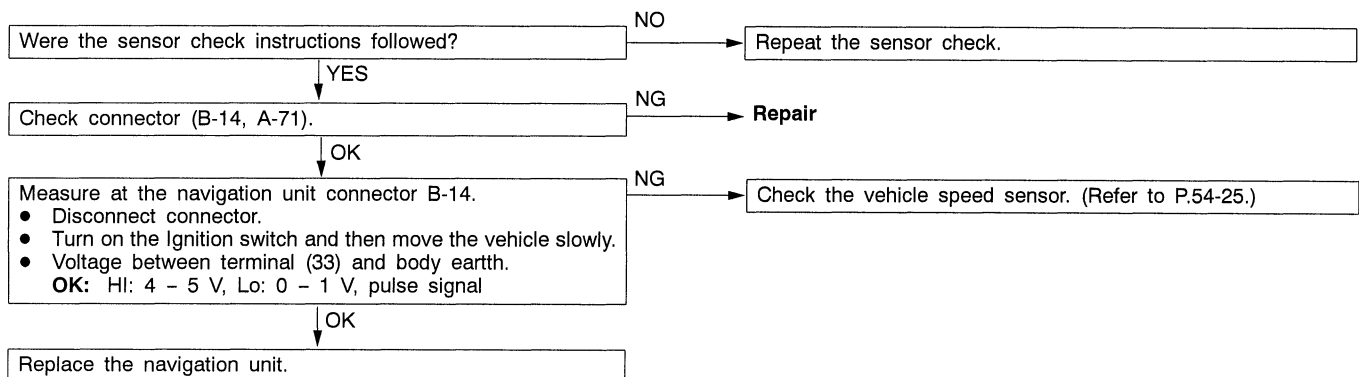 Were the sensor check instructions followed?
NO
Repeat the sensor check.
YES
Check connector (B-14, A-71).
NG
Repair
OK
Measure at the navigation unit connector B-14.
● Disconnect connector.
● Turn on the Ignition switch and then move the vehicle slowly.
● Voltage between terminal (33) and body eartth.
OK: HI: 4 – 5 V, Lo: 0 – 1 V, pulse signal
NG
Check the vehicle speed sensor. (Refer to P.54-25.)
OK
Replace the navigation unit.